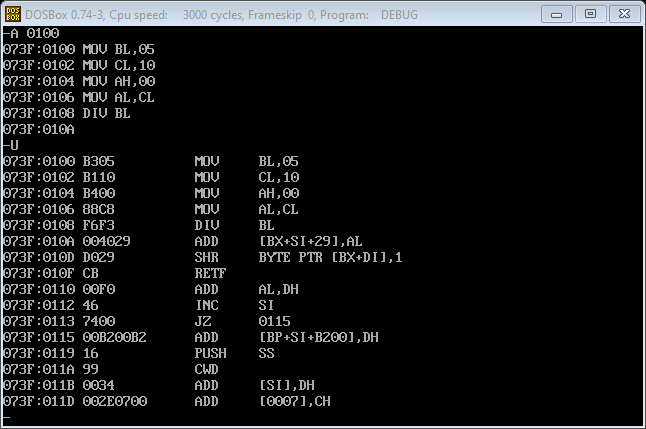 DOS BOX DOSBox 0.74-3, Cpu speed: 3000 cycles, Frameskip 0, Program: DEBUG
-A 0100
073F:0100 MOV BL,05
073F:0102 MOV CL,10
073F:0104 MOV AH,00
073F:0106 MOV AL,CL
073F:0108 DIV BL
073F:010A
-U
073F:0100 B305 MOV BL,05
073F:0102 B110 MOV CL,10
073F:0104 B400 MOV AH,00
073F:0106 88C8 MOV AL,CL
073F:0108 F6F3 DIV BL
073F:010A 004029 ADD [BX+SI+29],AL
073F:010D D029 SHR BYTE PTR [BX+DI],1
073F:010F CB RETF
073F:0110 00F0 ADD AL,DH
073F:0112 46 INC SI
073F:0113 7400 JZ 0115
073F:0115 00B200B2 ADD [BP+SI+B200],DH
073F:0119 16 PUSH SS
073F:011A 99 CWD
073F:011B 0034 ADD [SI],DH
073F:011D 002E0700 ADD [0007],CH
-